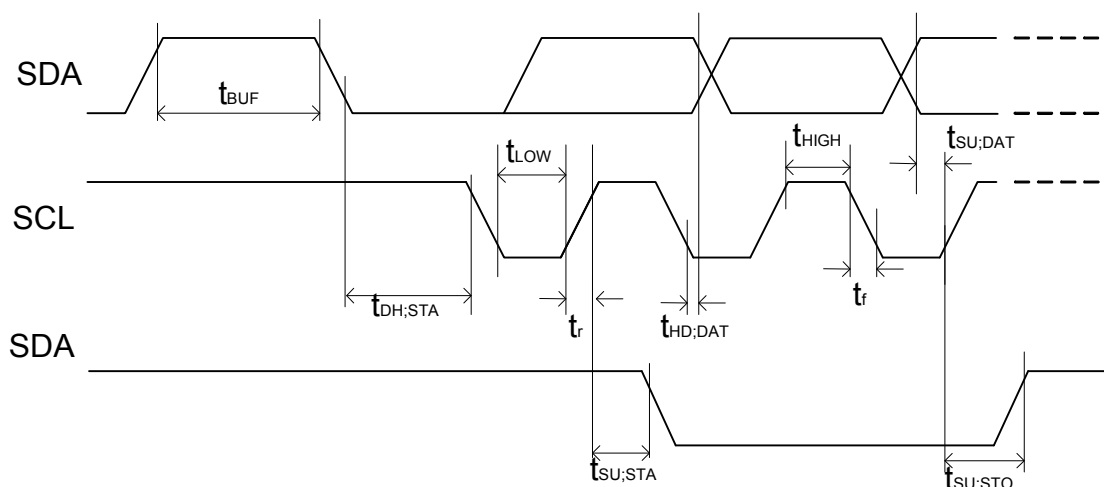 SDA
tBUF
tLOW
tHIGH
tSU;DAT
SCL
tDH;STA
tr
tHD;DAT
tf
SDA
tSU;STA
tSU;STO